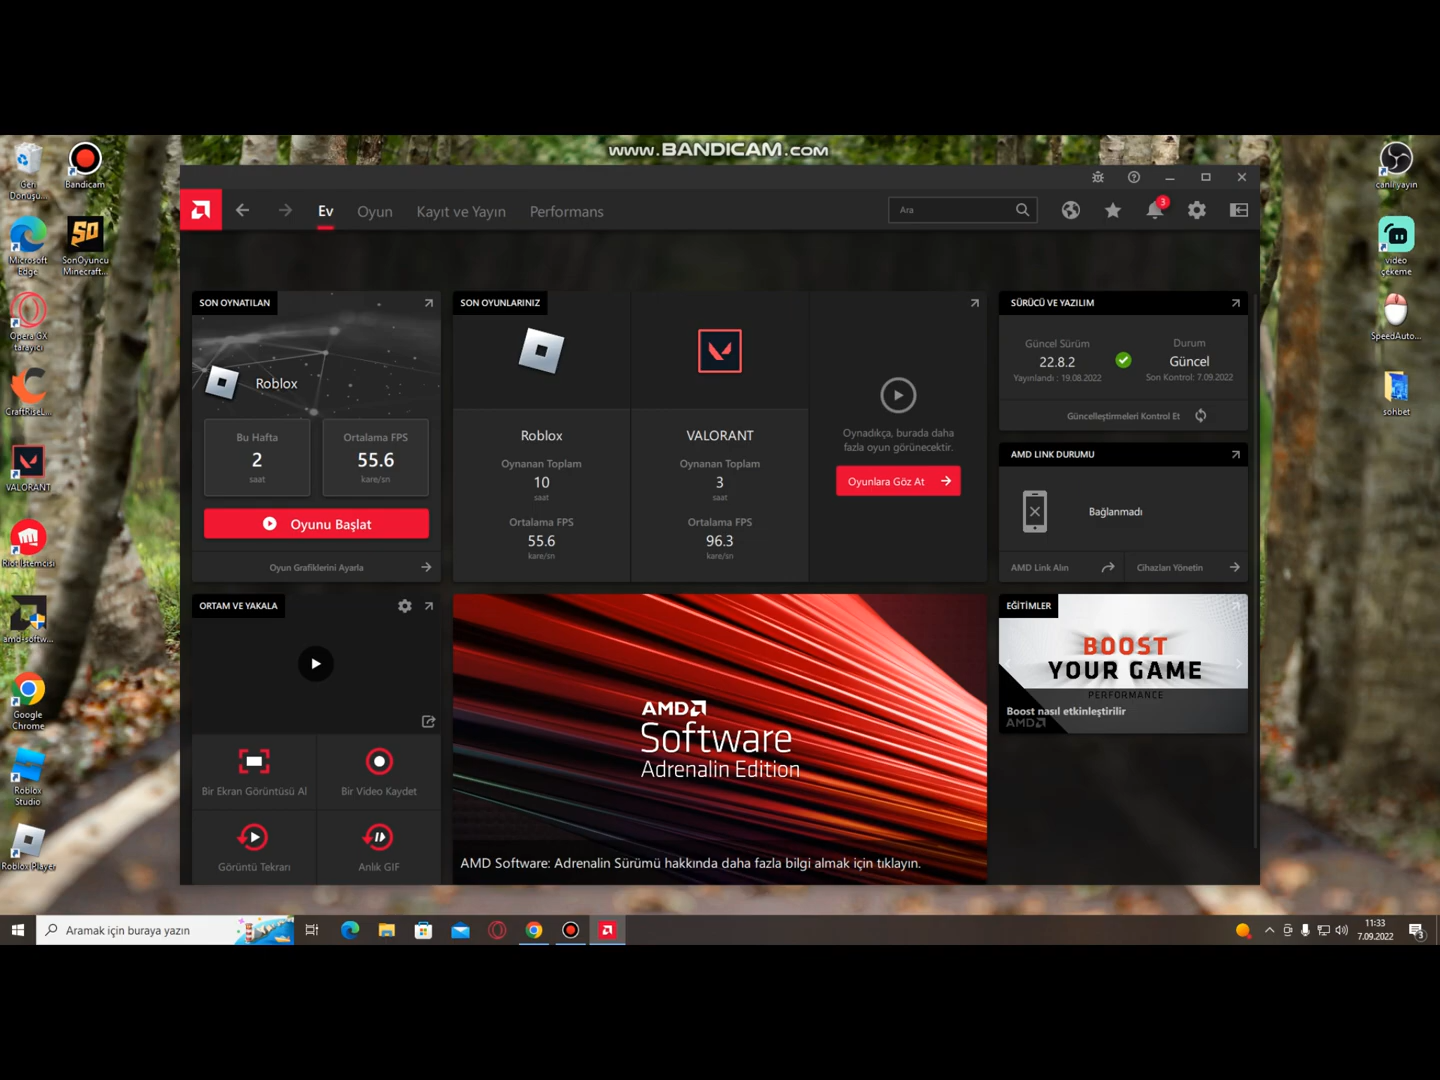 www.BANDICAM.com
Geri
Dönüşü...
Bandicam
Microsoft
Edge
SonOyuncu
Minecraft...
Opera GX
tarayıcı
CraftRiseL...
VALORANT
Riot İstemcisi
amd-softw...
Google
Chrome
Roblox
Studio
Roblox Player
canlı yayın
video
çekeme
SpeedAuto...
sohbet
Ev
Oyun
Kayıt ve Yayın
Performans
Ara
3
SON OYNATILAN
Roblox
Bu Hafta
2
saat
Ortalama FPS
55.6
kare/sn
Oyunu Başlat
Oyun Grafiklerini Ayarla
SON OYUNLARINIZ
Roblox
Oynanan Toplam
10
saat
Ortalama FPS
55.6
kare/sn
VALORANT
Oynanan Toplam
3
saat
Ortalama FPS
96.3
kare/sn
Oynadıkça, burada daha
fazla oyun görünecektir.
Oyunlara Göz At
SÜRÜCÜ VE YAZILIM
Güncel Sürüm
22.8.2
Yayınlandı : 19.08.2022
Durum
Güncel
Son Kontrol: 7.09.2022
Güncelleştirmeleri Kontrol Et
AMD LINK DURUMU
Bağlanmadı
AMD Link Alın
Cihazları Yönetin
ORTAM VE YAKALA
Bir Ekran Görüntüsü Al
Bir Video Kaydet
Görüntü Tekrarı
Anlık GIF
AMD
Software
Adrenalin Edition
AMD Software: Adrenalin Sürümü hakkında daha fazla bilgi almak için tıklayın.
EĞİTİMLER
BOOST
YOUR GAME
PERFORMANCE
Boost nasıl etkinleştirilir
AMD
Aramak için buraya yazın
11:33
7.09.2022
3